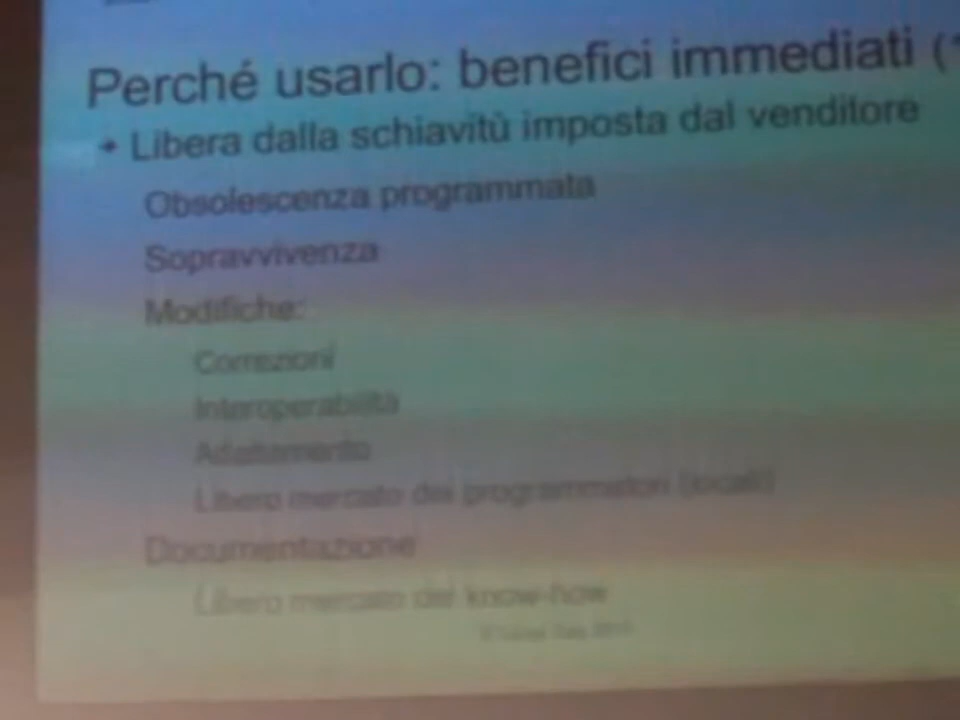 Perché usarlo: benefici immediati (
Libera dalla schiavitù imposta dal venditore
Obsolescenza programmata
Sopravvivenza
Modifiche:
Correzioni
Interoperabilità
Adattamento
Libero mercato dei programmatori (locali)
Documentazione
Libero mercato del know-how